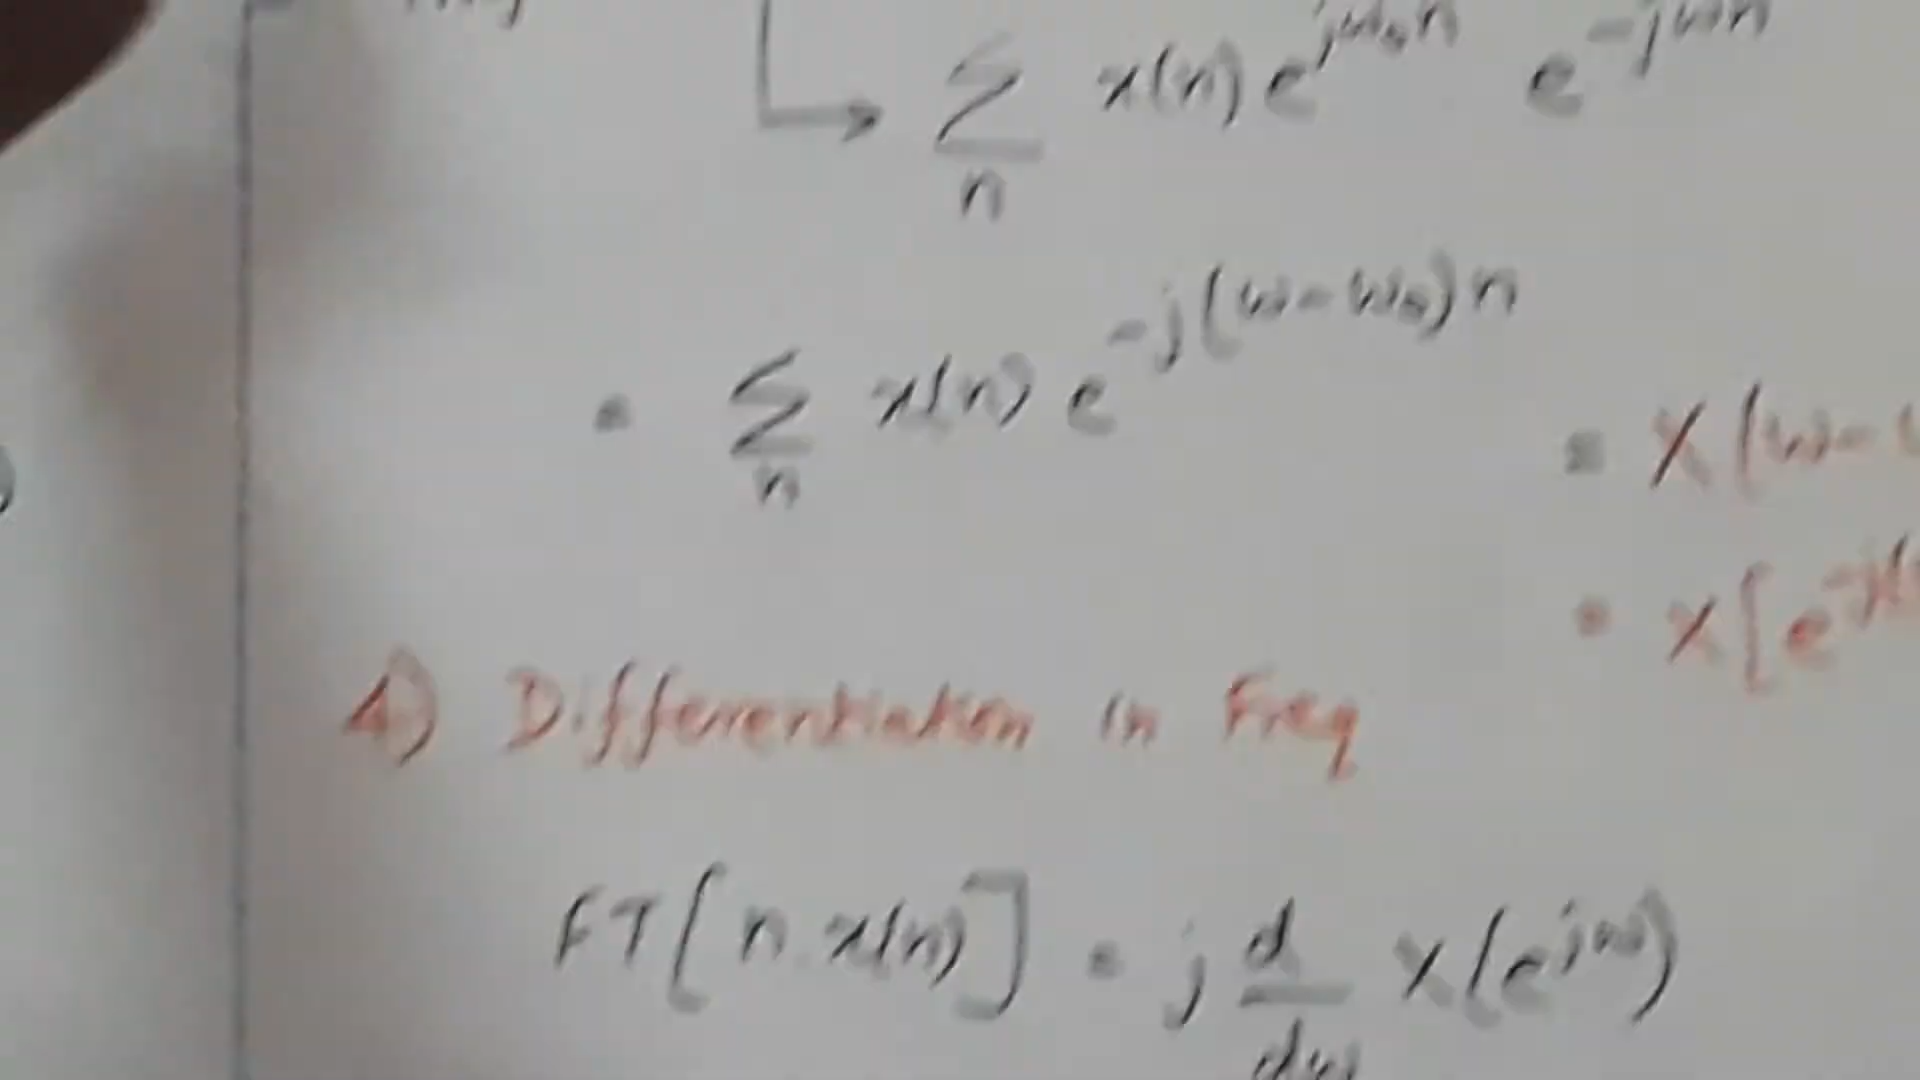 ∑n x(n) e^{jω₀n} e^{-jωn}
= ∑n x(n) e^{-j(ω-ω₀)n}
= X(ω-
= X[e^{-j(
4) Differentiation in Freq
FT[n.x(n)] = j d/dω X(e^{jω})